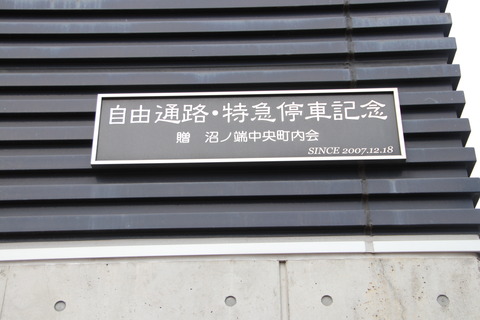 自由通路・特急停車記念
贈 沼ノ端中央町内会
SINCE 2007.12.18